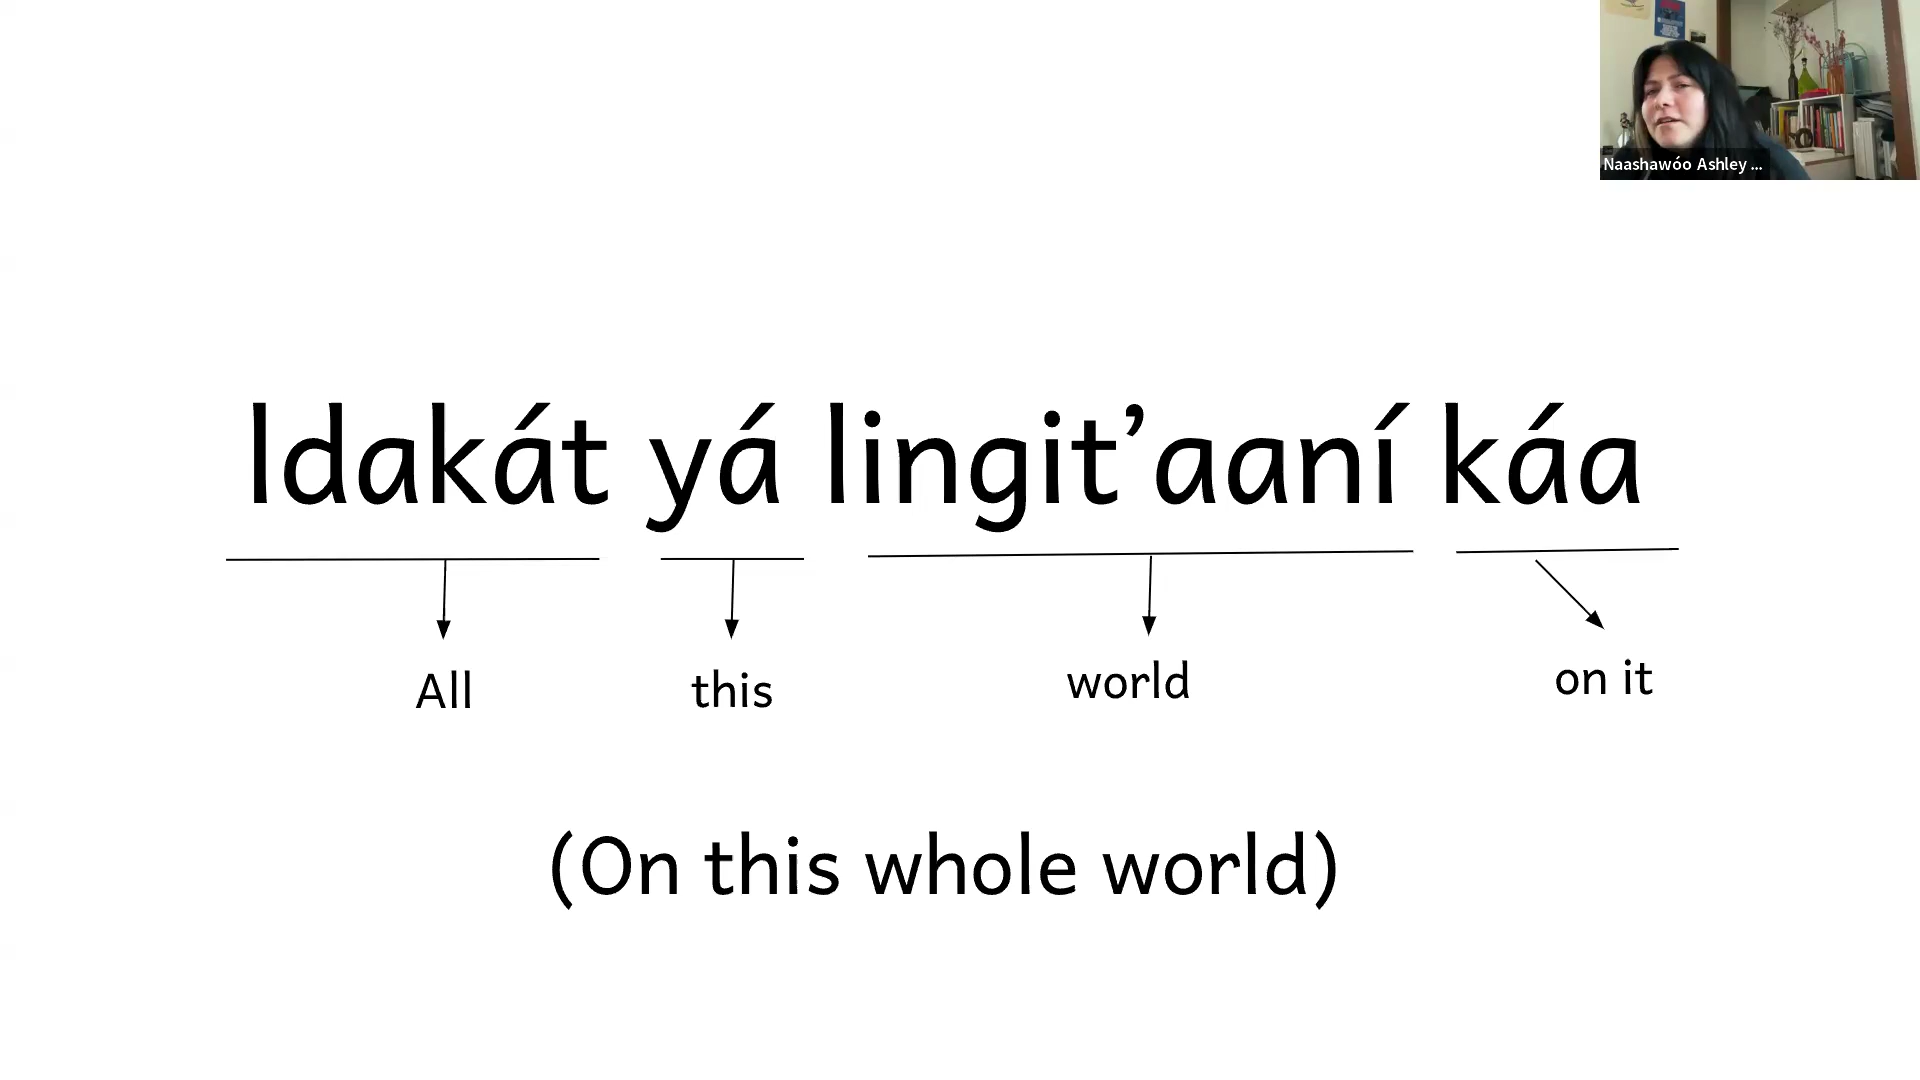 Naashawóo Ashley ...
ldakát yá lingit’aaní káa
All this world on it
(On this whole world)